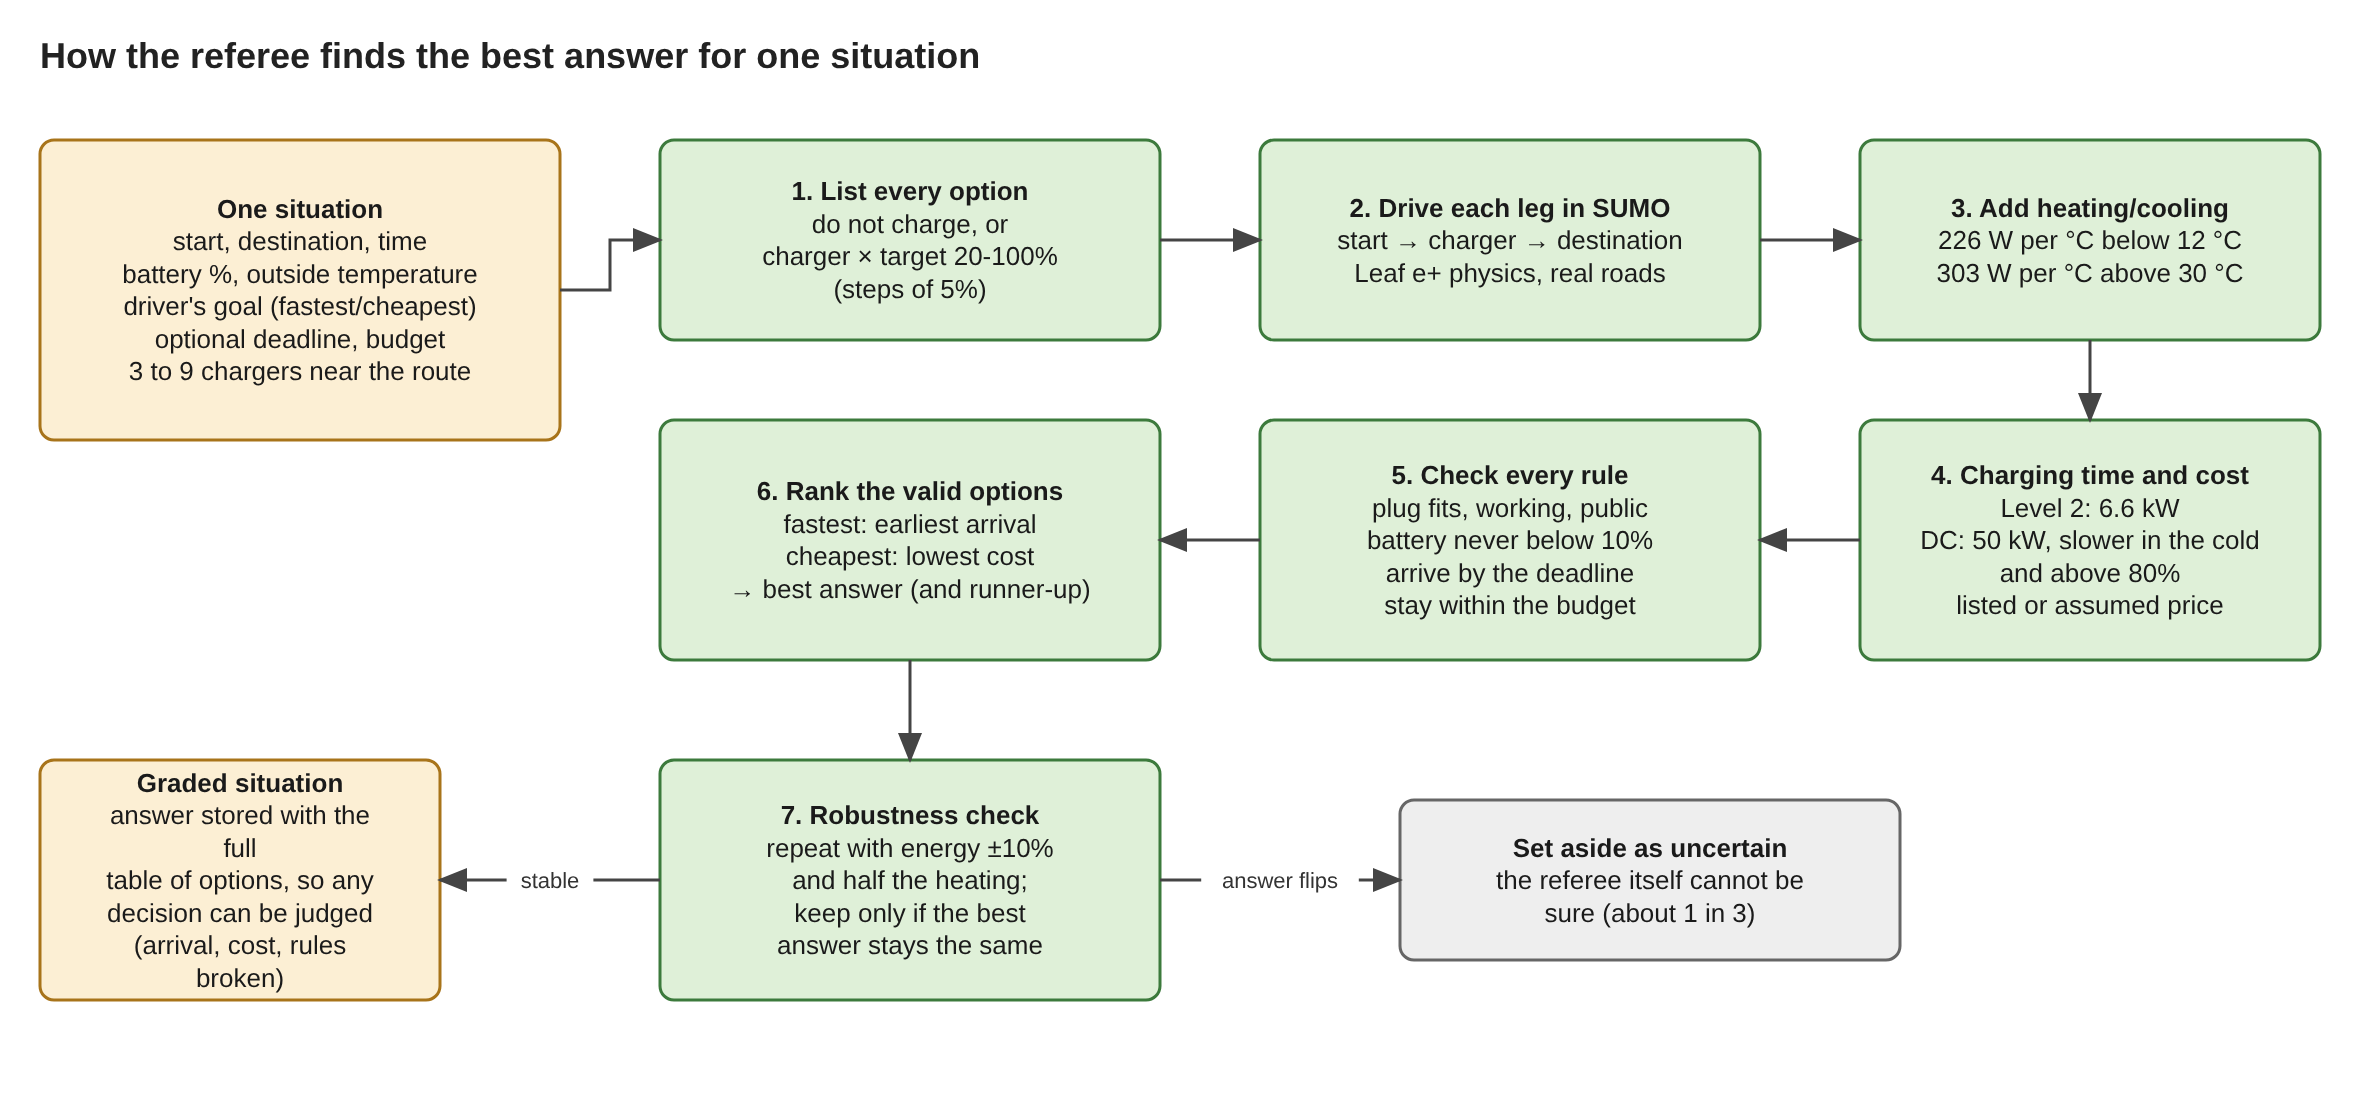 How the referee finds the best answer for one situation
One situation
start, destination, time
battery %, outside temperature
driver's goal (fastest/cheapest)
optional deadline, budget
3 to 9 chargers near the route
1. List every option
do not charge, or
charger × target 20-100%
(steps of 5%)
2. Drive each leg in SUMO
start → charger → destination
Leaf e+ physics, real roads
3. Add heating/cooling
226 W per °C below 12 °C
303 W per °C above 30 °C
4. Charging time and cost
Level 2: 6.6 kW
DC: 50 kW, slower in the cold
and above 80%
listed or assumed price
5. Check every rule
plug fits, working, public
battery never below 10%
arrive by the deadline
stay within the budget
6. Rank the valid options
fastest: earliest arrival
cheapest: lowest cost
→ best answer (and runner-up)
7. Robustness check
repeat with energy ±10%
and half the heating;
keep only if the best
answer stays the same
stable
Graded situation
answer stored with the
full
table of options, so any
decision can be judged
(arrival, cost, rules
broken)
answer flips
Set aside as uncertain
the referee itself cannot be
sure (about 1 in 3)